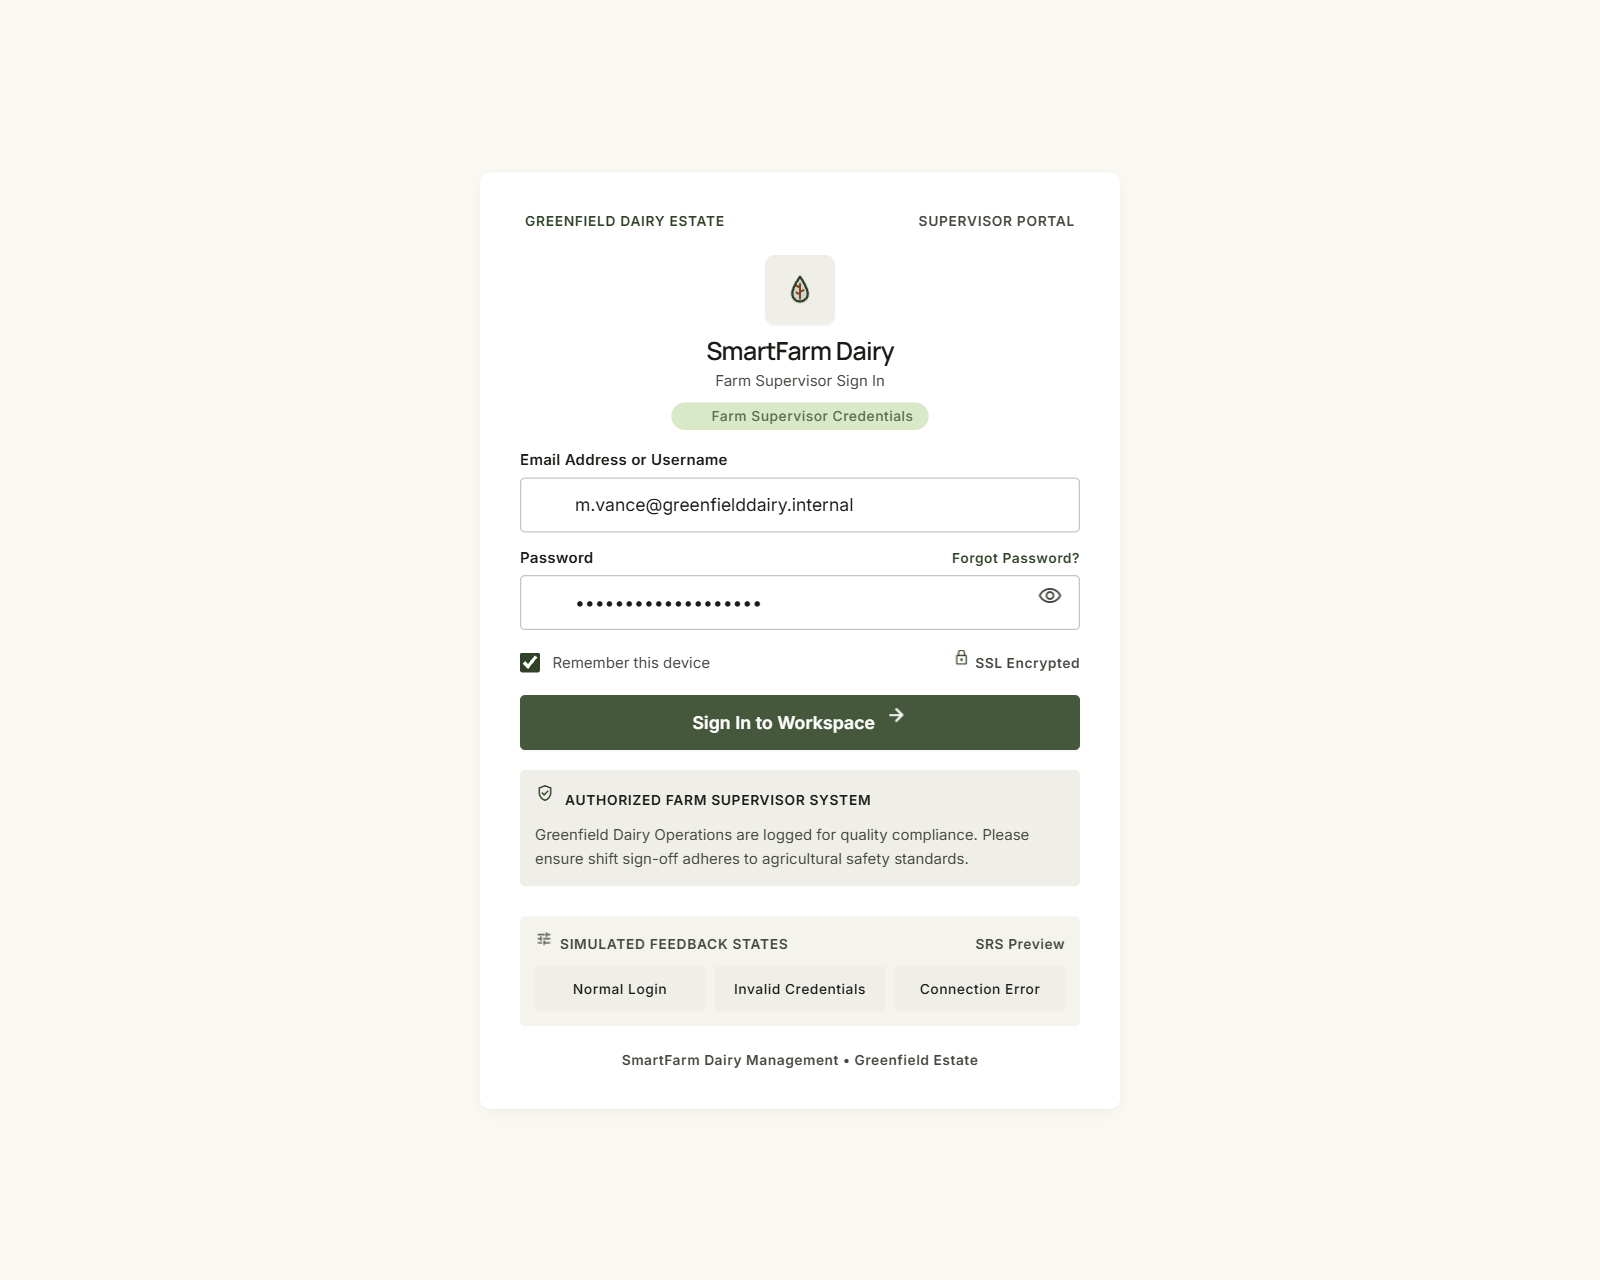 GREENFIELD DAIRY ESTATE
SUPERVISOR PORTAL
SmartFarm Dairy
Farm Supervisor Sign In
Farm Supervisor Credentials
Email Address or Username
m.vance@greenfielddairy.internal
Password
Forgot Password?
•••••••••••••••••••
Remember this device
SSL Encrypted
Sign In to Workspace
AUTHORIZED FARM SUPERVISOR SYSTEM
Greenfield Dairy Operations are logged for quality compliance. Please
ensure shift sign-off adheres to agricultural safety standards.
SIMULATED FEEDBACK STATES
SRS Preview
Normal Login
Invalid Credentials
Connection Error
SmartFarm Dairy Management • Greenfield Estate